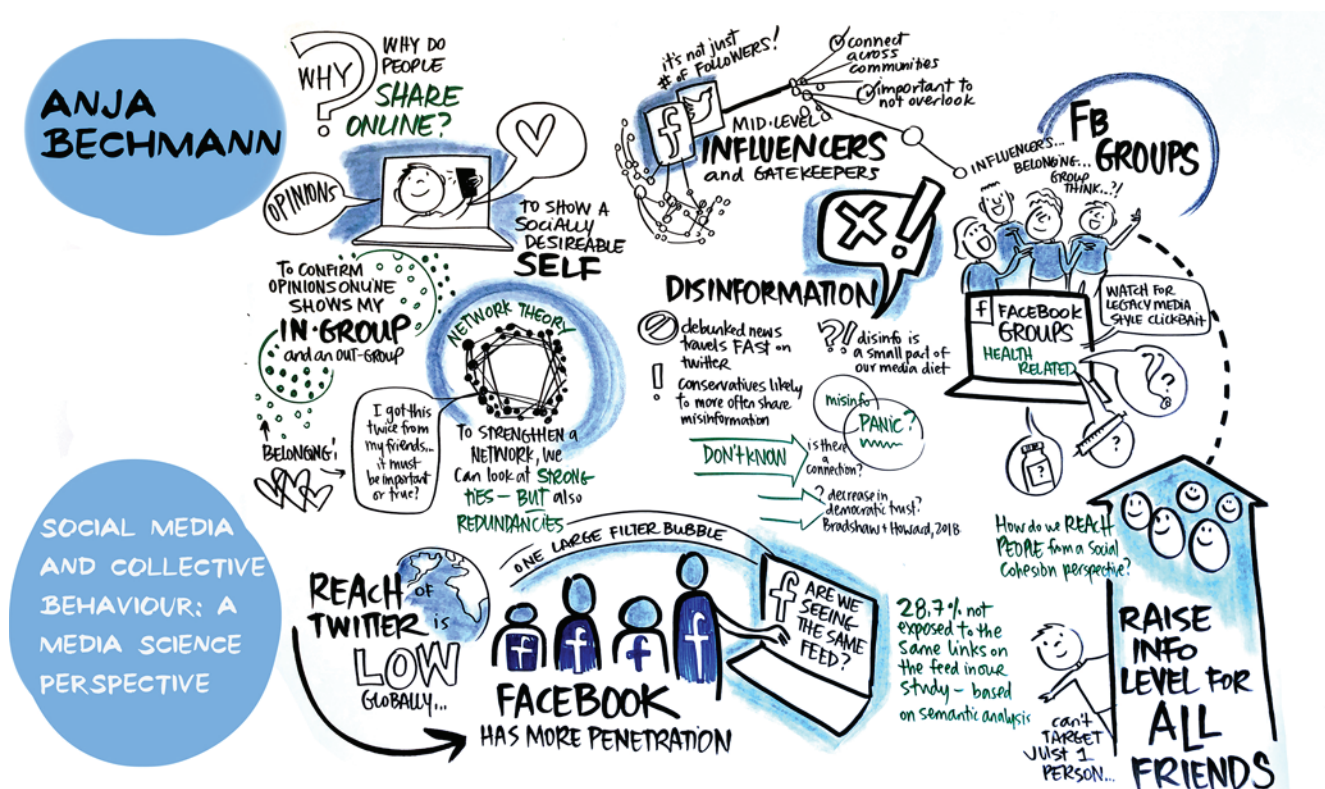 ANJA
BECHMANN
SOCIAL MEDIA
AND COLLECTIVE
BEHAVIOUR: A
MEDIA SCIENCE
PERSPECTIVE
WHY
WHY DO
PEOPLE
SHARE
ONLINE?
OPINIONS
TO SHOW A
SOCIALLY
DESIREABLE
SELF
TO CONFIRM
OPINIONS ONLINE
SHOWS MY
IN-GROUP
and an OUT-GROUP
BELONGING!
NETWORK THEORY
I got this
twice from
my friends...
it must
be important
or true?
TO STRENGTHEN A
NETWORK, WE
can look at STRONG
TIES - BUT also
REDUNDANCIES
it's not just
# of FOLLOWERS!
connect
across
communities
important to
not overlook
f
MID-LEVEL
INFLUENCERS
and GATEKEEPERS
X!
DISINFORMATION
debunked news
travels FAST on
twitter
! conservatives likely
to more often share
misinformation
?! disinfo is
a small part of
our media diet
misinfo
PANIC?
DON'T KNOW
is there
a
connection?
? decrease in
democratic trust?
Bradshaw + Howard, 2018
FB
GROUPS
INFLUENCERS...
BELONGING...
GROUP
THINK..?!
f FACEBOOK
GROUPS
HEALTH
RELATED
WATCH FOR
LEGACY MEDIA
STYLE CLICKBAIT
??
?
?
REACH
of
TWITTER is
LOW
GLOBALLY...
ONE LARGE FILTER BUBBLE
f f f f
FACEBOOK
HAS MORE PENETRATION
f ARE WE
SEEING
THE SAME
FEED?
28.7% not
exposed to the
same links on
the feed in our
study - based
on semantic analysis
How do we REACH
PEOPLE from a social
cohesion perspective?
can't
TARGET
JUST 1
PERSON...
RAISE
INFO
LEVEL FOR
ALL
FRIENDS